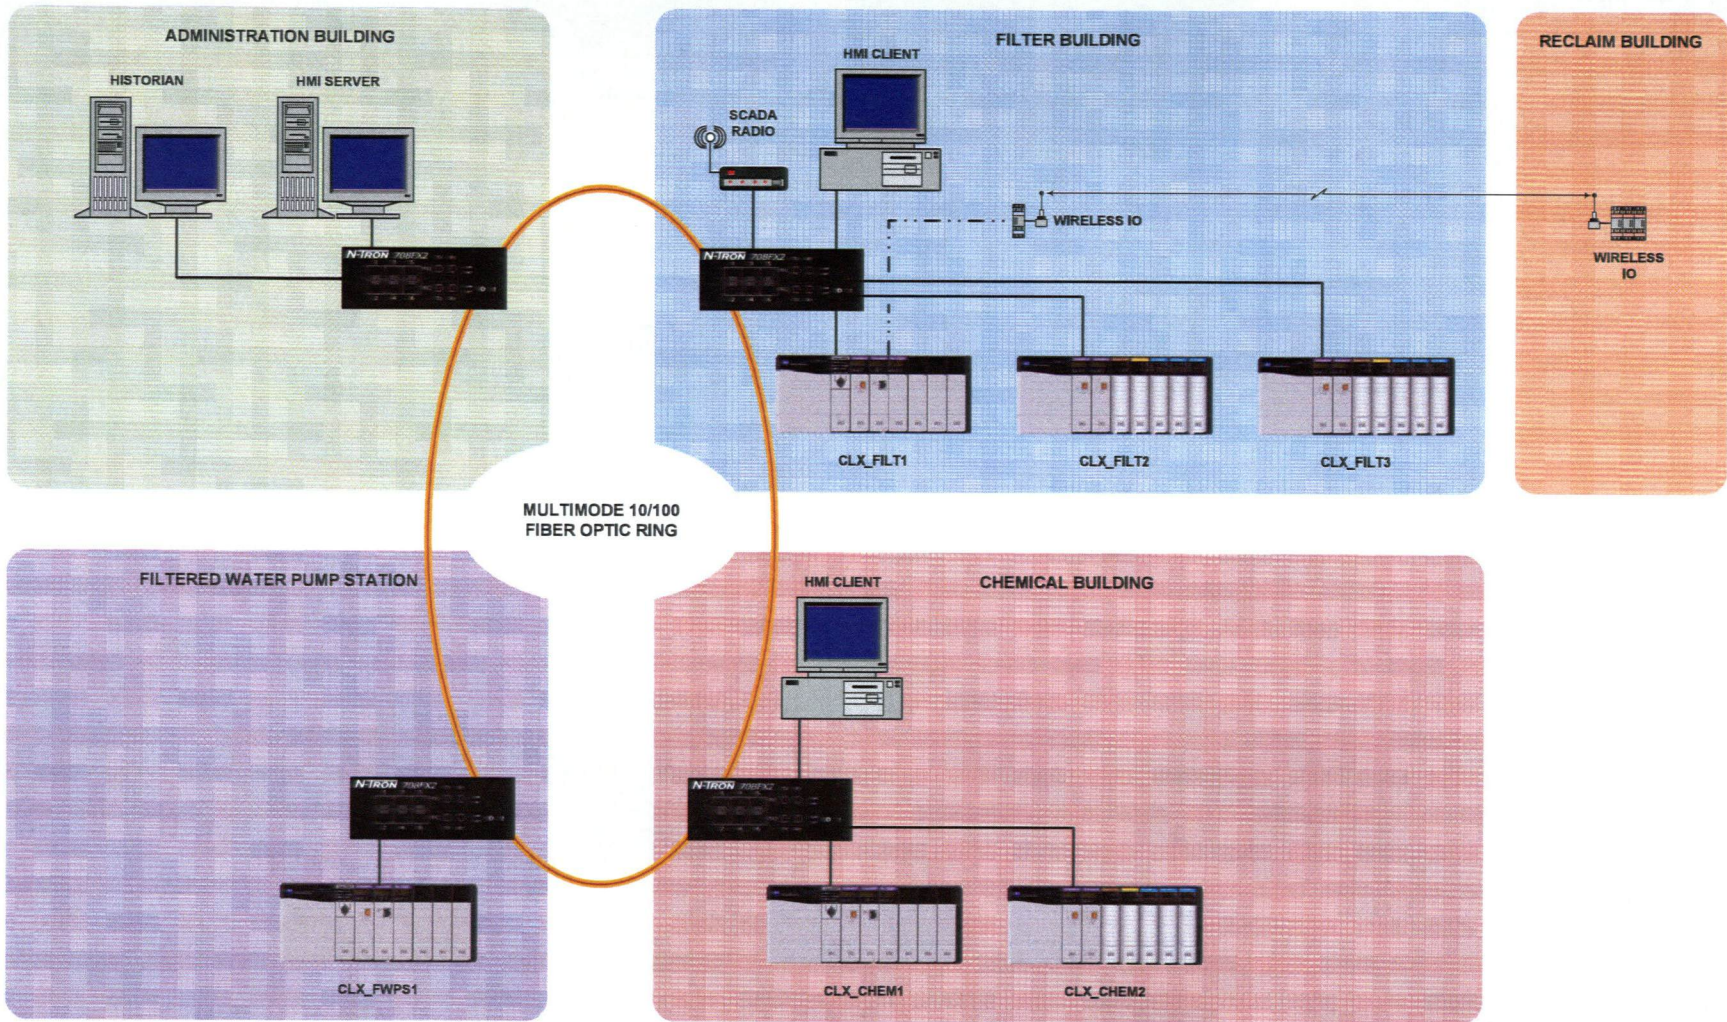 ADMINISTRATION BUILDING
HISTORIAN
HMI SERVER
N-TRON 708FX2
FILTER BUILDING
HMI CLIENT
SCADA
RADIO
WIRELESS IO
N-TRON 708FX2
CLX_FILT1
CLX_FILT2
CLX_FILT3
RECLAIM BUILDING
WIRELESS
IO
MULTIMODE 10/100
FIBER OPTIC RING
FILTERED WATER PUMP STATION
N-TRON 708FX2
CLX_FWPS1
CHEMICAL BUILDING
HMI CLIENT
N-TRON 708FX2
CLX_CHEM1
CLX_CHEM2